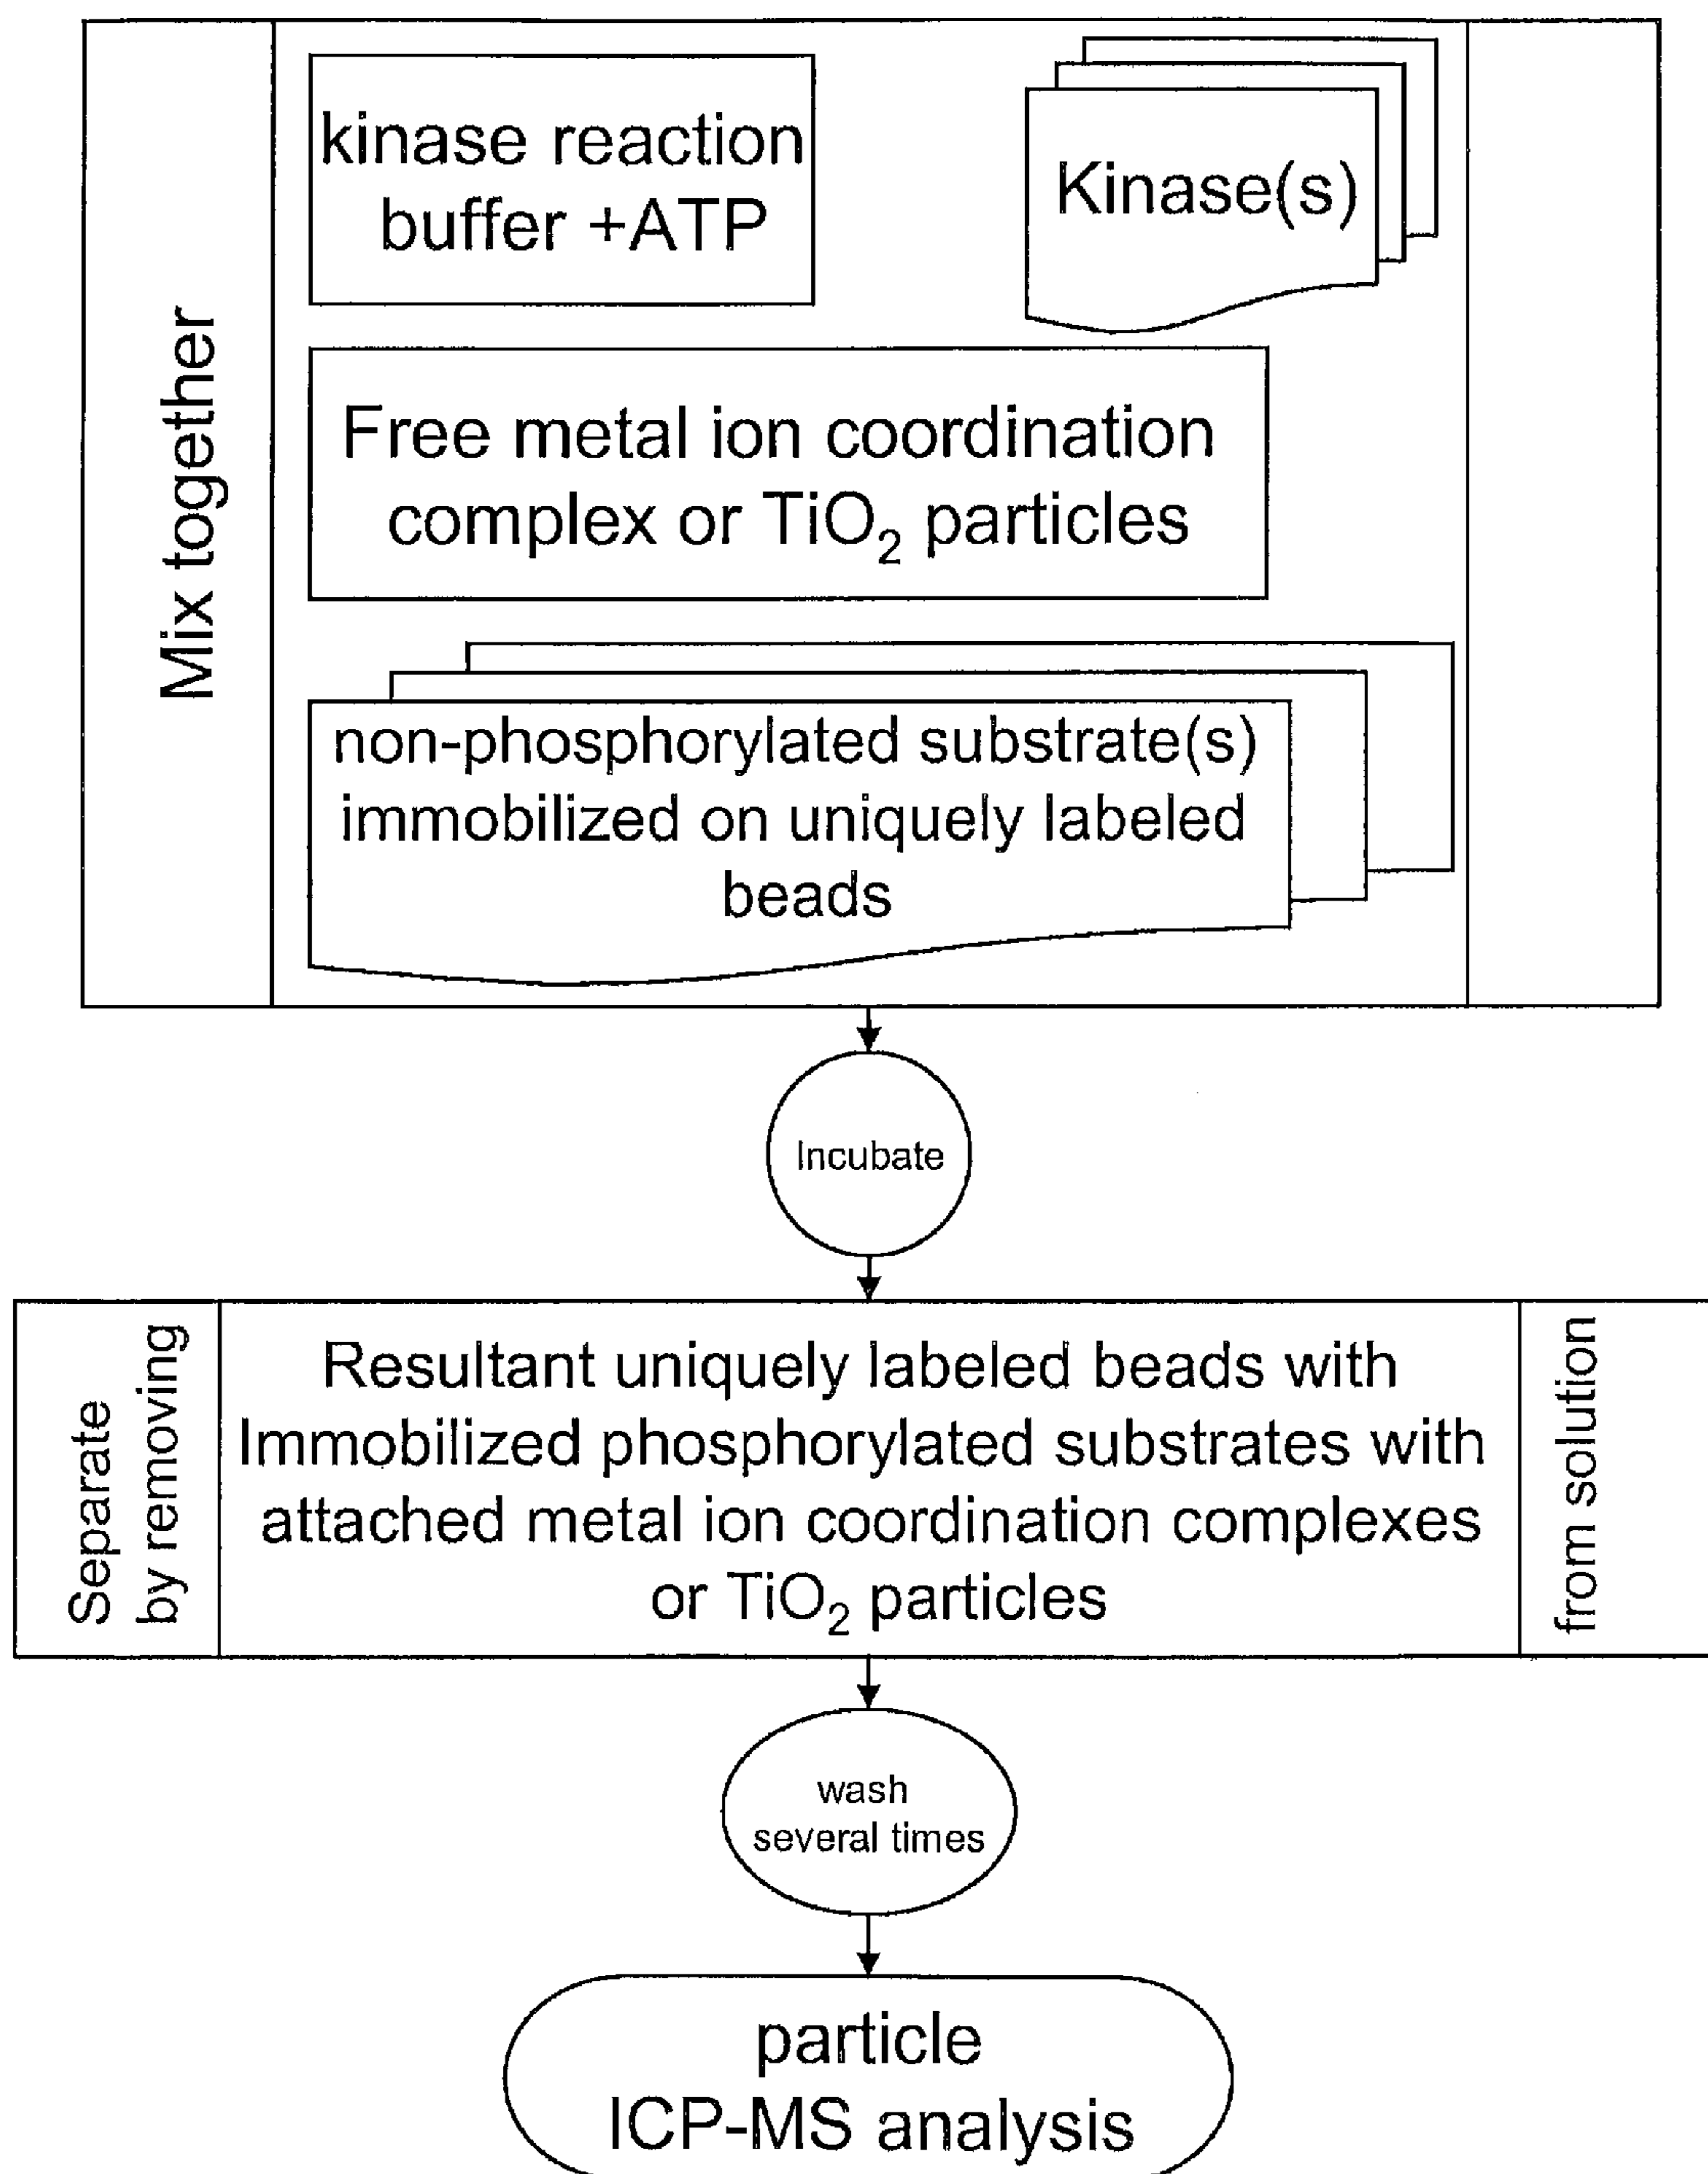 Mix together
kinase reaction
buffer +ATP
Kinase(s)
Free metal ion coordination
complex or TiO₂ particles
non-phosphorylated substrate(s)
immobilized on uniquely labeled
beads
Incubate
Separate
by removing
Resultant uniquely labeled beads with
Immobilized phosphorylated substrates with
attached metal ion coordination complexes
or TiO₂ particles
from solution
wash
several times
particle
ICP-MS analysis